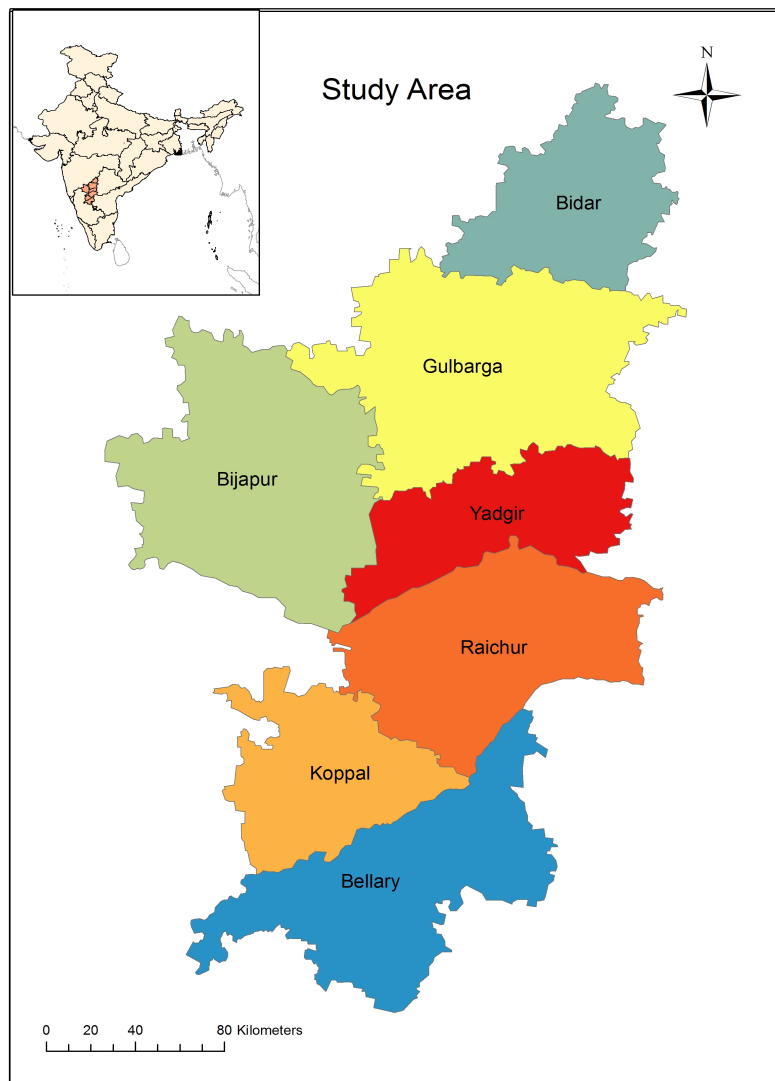 Study Area
N
Bidar
Gulbarga
Bijapur
Yadgir
Raichur
Koppal
Bellary
0 20 40 80 Kilometers